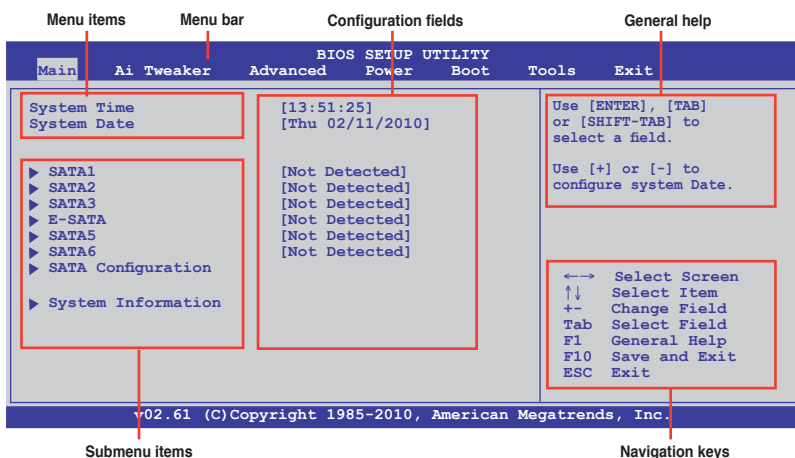 Menu items Menu bar Configuration fields General help
BIOS SETUP UTILITY
Main Ai Tweaker Advanced Power Boot Tools Exit
System Time [13:51:25]
System Date [Thu 02/11/2010]
SATA1 [Not Detected]
SATA2 [Not Detected]
SATA3 [Not Detected]
E-SATA [Not Detected]
SATA5 [Not Detected]
SATA6 [Not Detected]
SATA Configuration
System Information
Use [ENTER], [TAB]
or [SHIFT-TAB] to
select a field.
Use [+] or [-] to
configure system Date.
←→ Select Screen
↑↓ Select Item
+- Change Field
Tab Select Field
F1 General Help
F10 Save and Exit
ESC Exit
v02.61 (C)Copyright 1985-2010, American Megatrends, Inc.
Submenu items Navigation keys